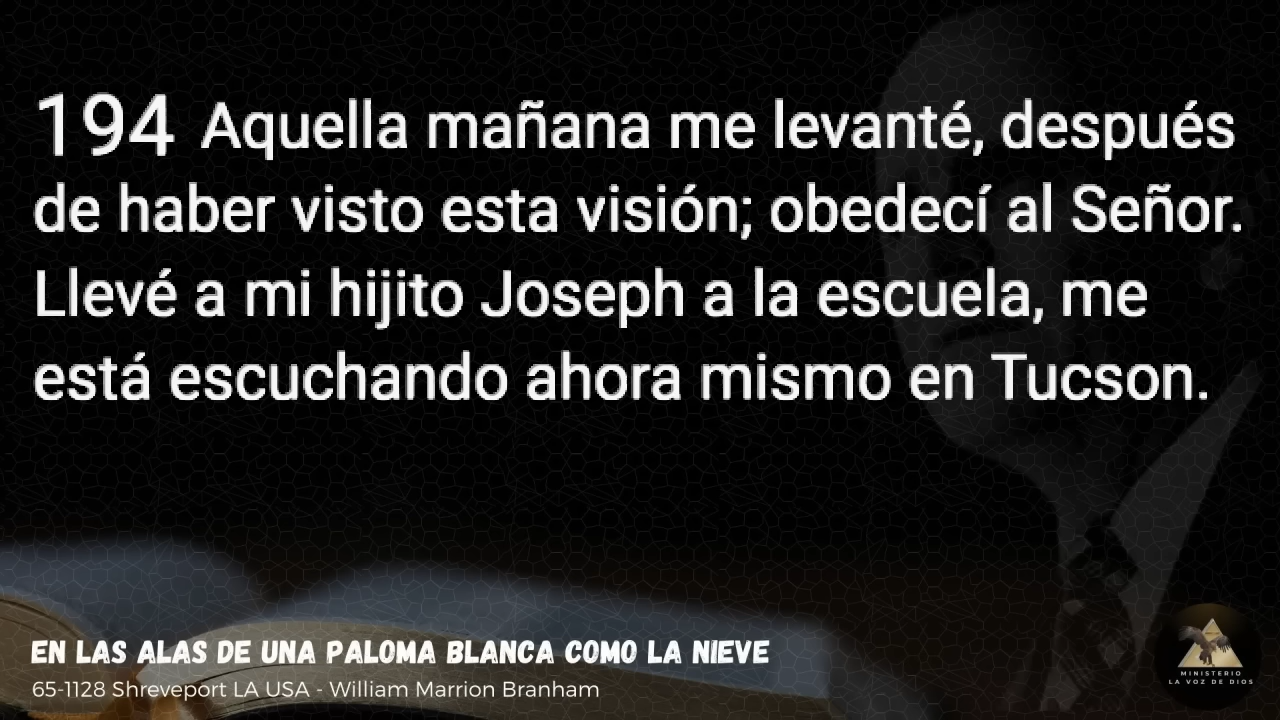 194 Aquella mañana me levanté, después
de haber visto esta visión; obedecí al Señor.
Llevé a mi hijito Joseph a la escuela, me
está escuchando ahora mismo en Tucson.
EN LAS ALAS DE UNA PALOMA BLANCA COMO LA NIEVE
65-1128 Shreveport LA USA - William Marrion Branham
MINISTERIO
LA VOZ DE DIOS